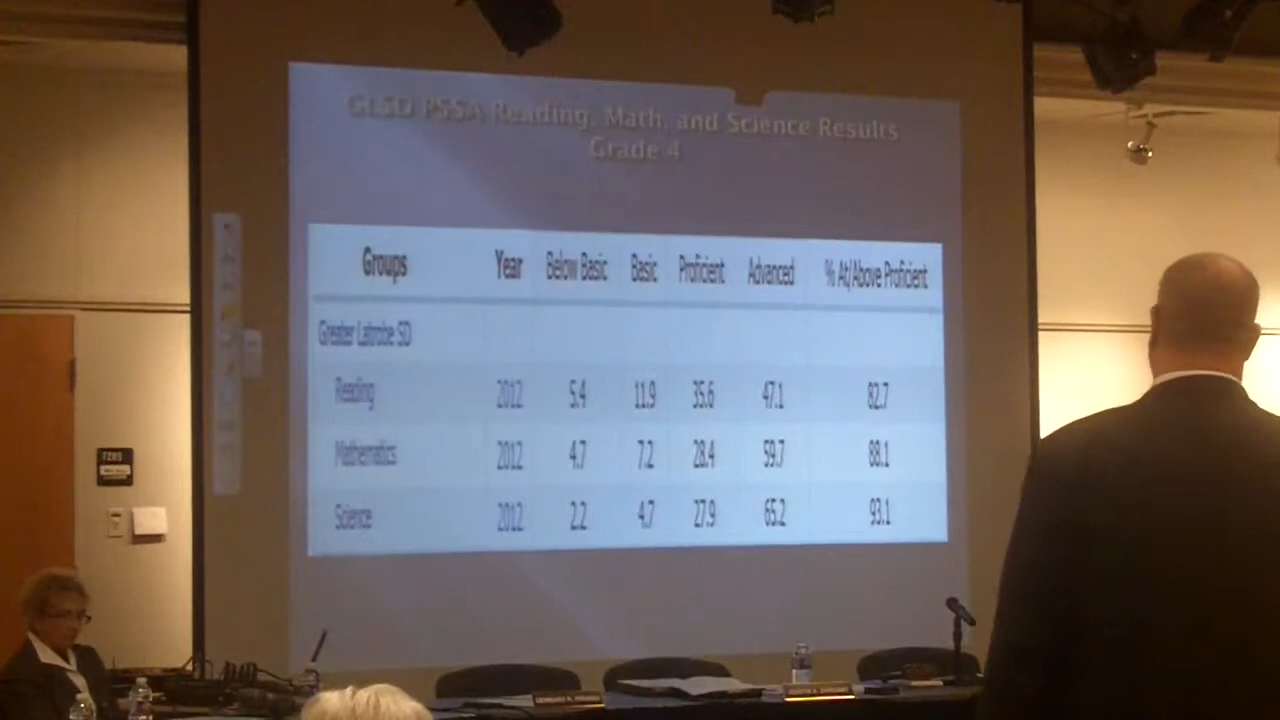 GLSD PSSA Reading, Math, and Science Results
Grade 4
Groups Year Below Basic Basic Proficient Advanced % At/Above Proficient
Greater Latrobe SD
Reading 2012 5.4 11.9 35.6 47.1 82.7
Mathematics 2012 4.7 7.2 28.4 59.7 88.1
Science 2012 2.2 4.7 27.9 65.2 93.1